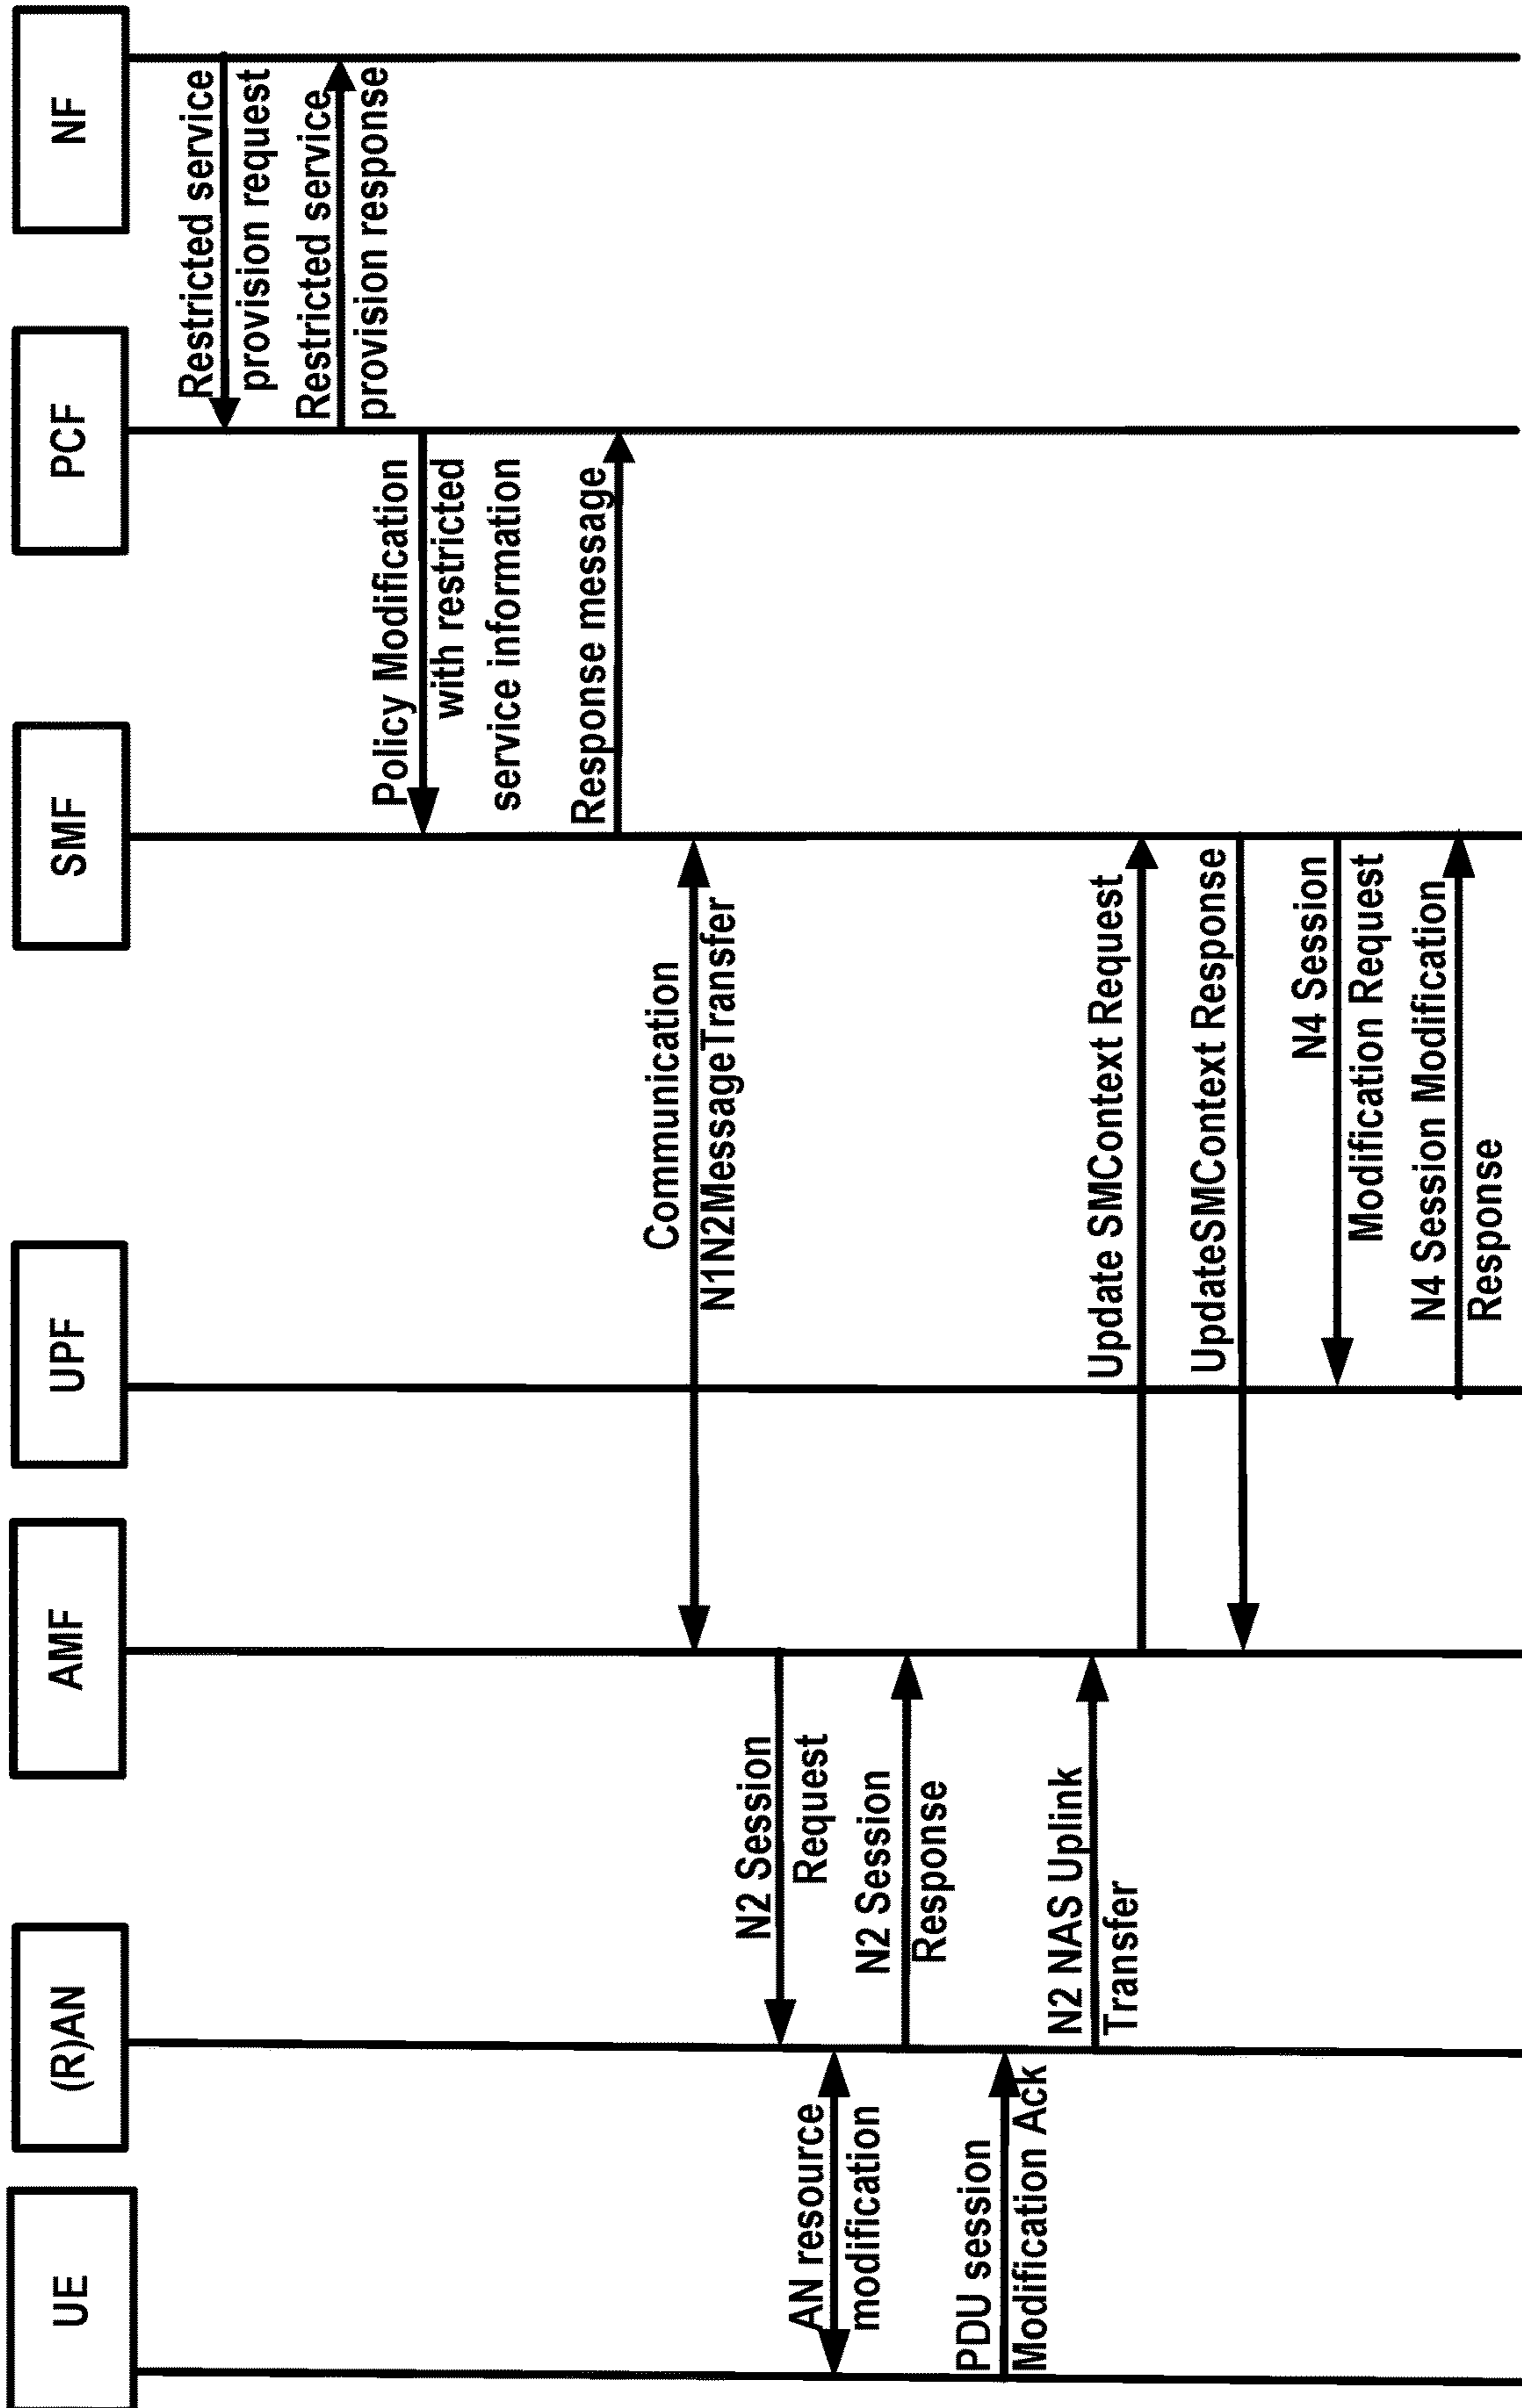 UE
(R)AN
AMF
UPF
SMF
PCF
NF
Restricted service
provision request
Restricted service
provision response
Policy Modification
with restricted
service information
Response message
Communication
N1N2MessageTransfer
N2 Session
Request
AN resource
modification
N2 Session
Response
PDU session
Modification Ack
N2 NAS Uplink
Transfer
Update SMContext Request
UpdateSMContext Response
N4 Session
Modification Request
N4 Session Modification
Response